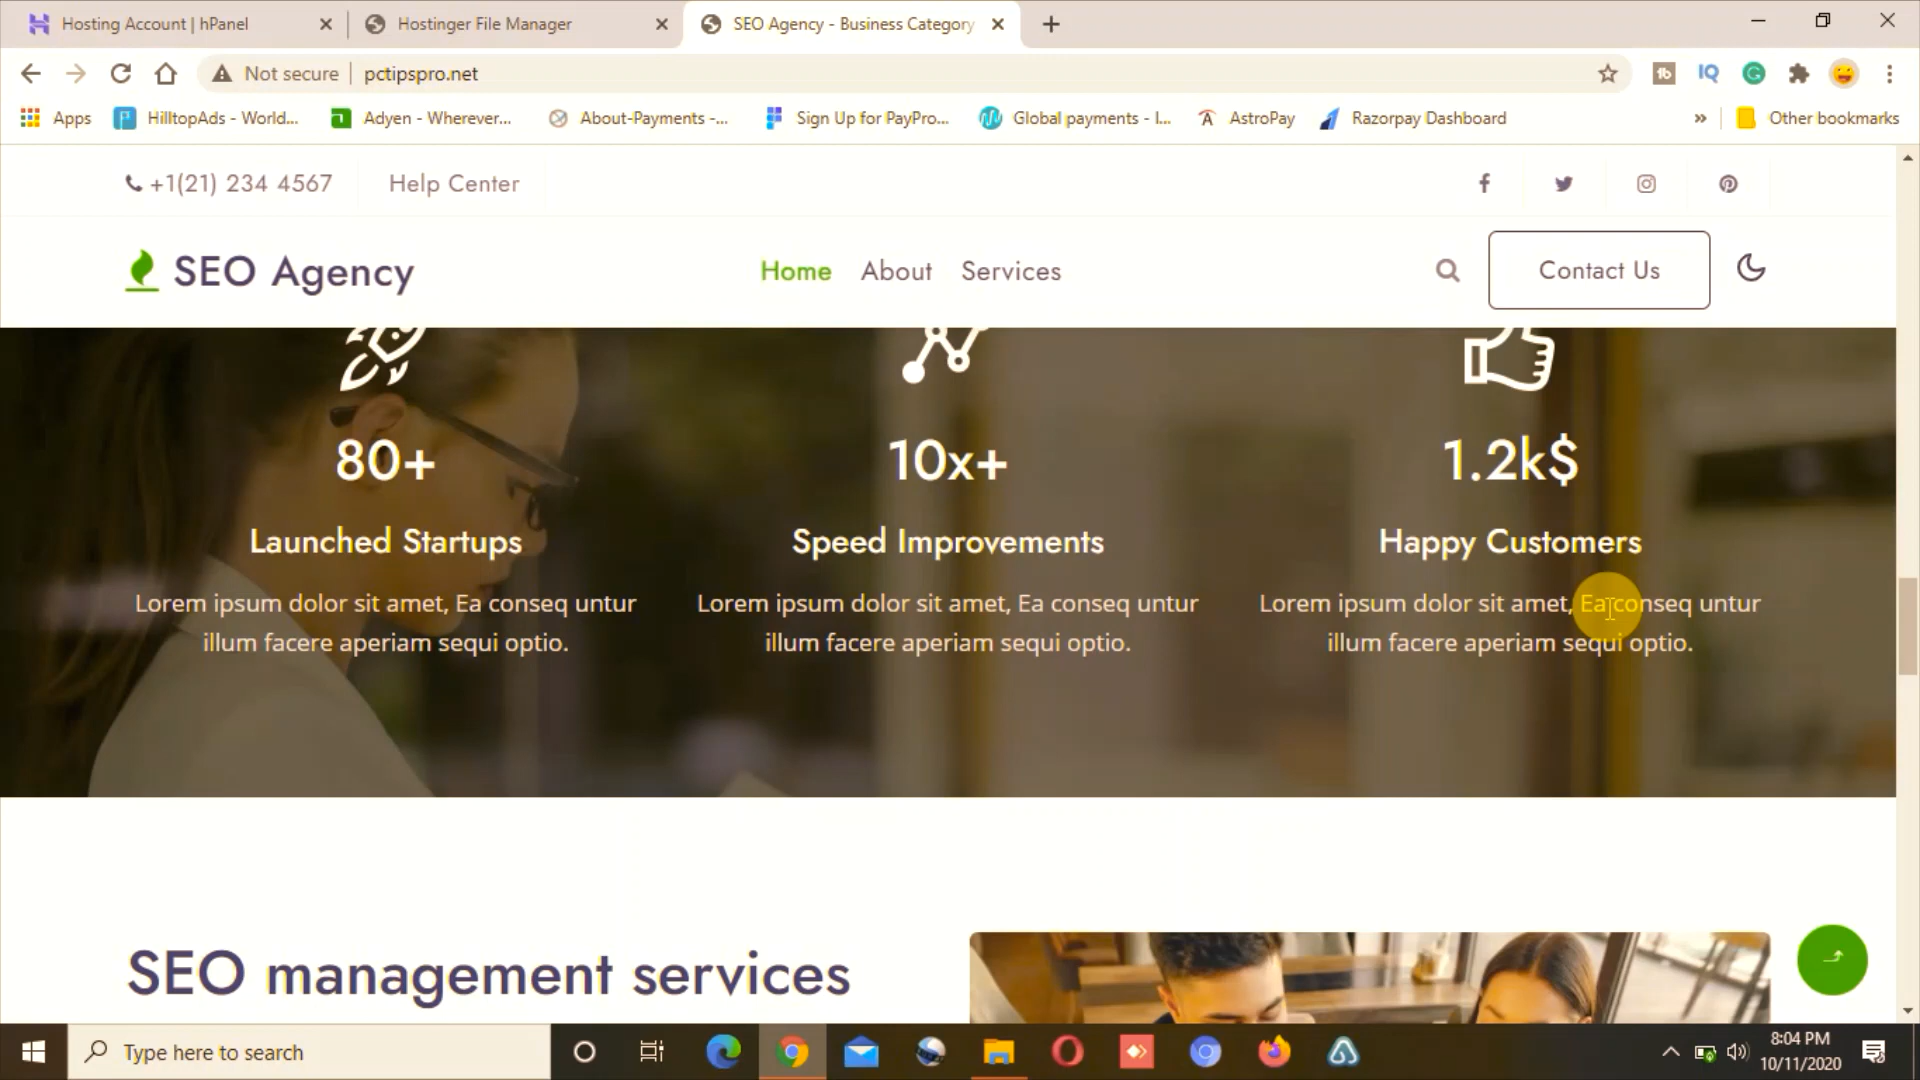 Hosting Account | hPanel
Hostinger File Manager
SEO Agency - Business Category
Not secure
pctipspro.net
Apps
HilltopAds - World...
Adyen - Wherever...
About-Payments -...
Sign Up for PayPro...
Global payments - I...
AstroPay
Razorpay Dashboard
Other bookmarks
+1(21) 234 4567
Help Center
SEO Agency
Home
About
Services
Contact Us
80+
10x+
1.2k$
Launched Startups
Speed Improvements
Happy Customers
Lorem ipsum dolor sit amet, Ea conseq untur
illum facere aperiam sequi optio.
Lorem ipsum dolor sit amet, Ea conseq untur
illum facere aperiam sequi optio.
Lorem ipsum dolor sit amet, Ea conseq untur
illum facere aperiam sequi optio.
SEO management services
Type here to search
8:04 PM
10/11/2020